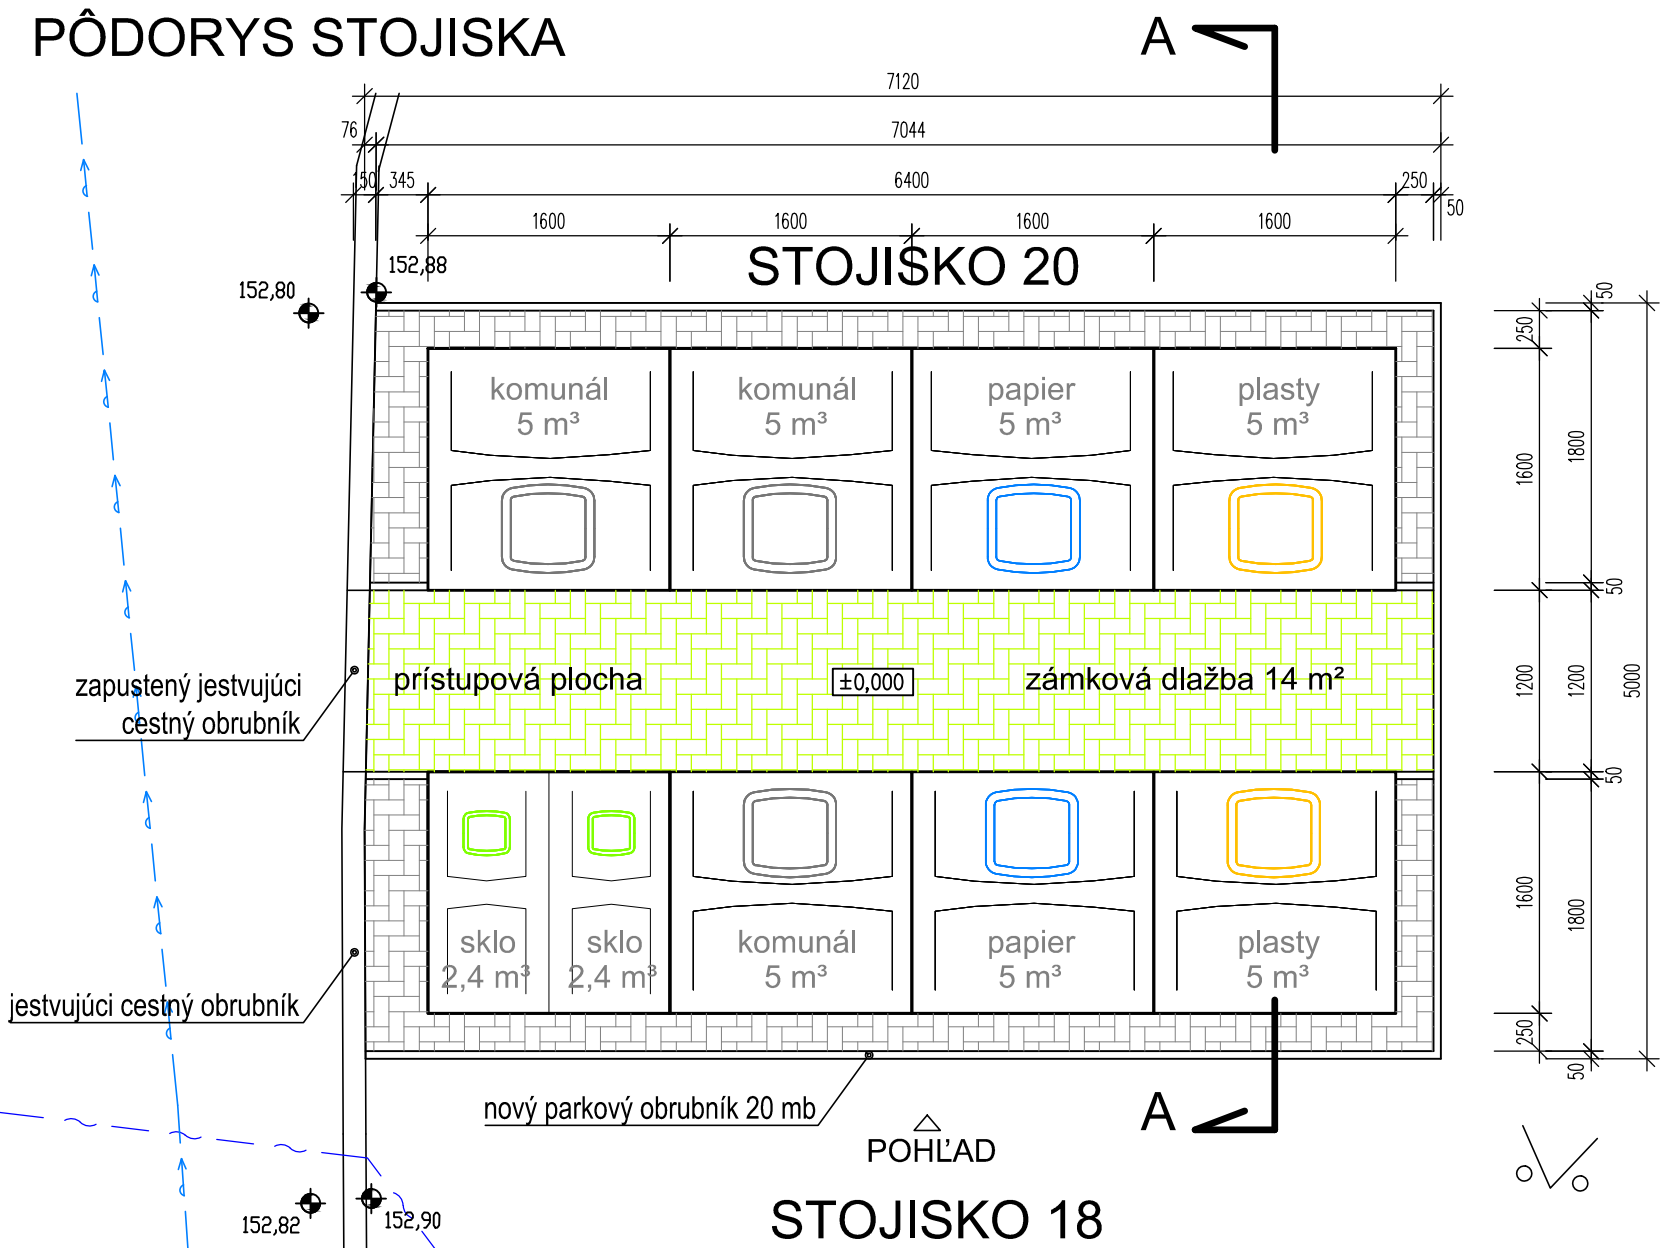 PÔDORYS STOJISKA
A
7120
76
7044
150
345
6400
250
50
1600
1600
1600
1600
STOJISKO 20
152,88
152,80
komunál
5 m³
komunál
5 m³
papier
5 m³
plasty
5 m³
50
250
1600
1800
50
1200
1200
5000
50
1600
1800
250
50
zapustený jestvujúci
cestný obrubník
prístupová plocha
±0,000
zámková dlažba 14 m²
sklo
2,4 m³
sklo
2,4 m³
komunál
5 m³
papier
5 m³
plasty
5 m³
jestvujúci cestný obrubník
nový parkový obrubník 20 mb
A
POHĽAD
152,82
152,90
STOJISKO 18